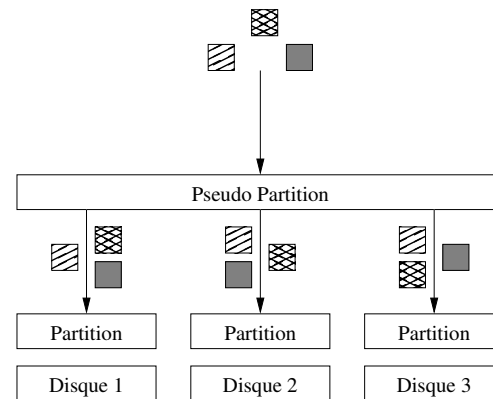 Pseudo Partition
Partition
Partition
Partition
Disque 1
Disque 2
Disque 3